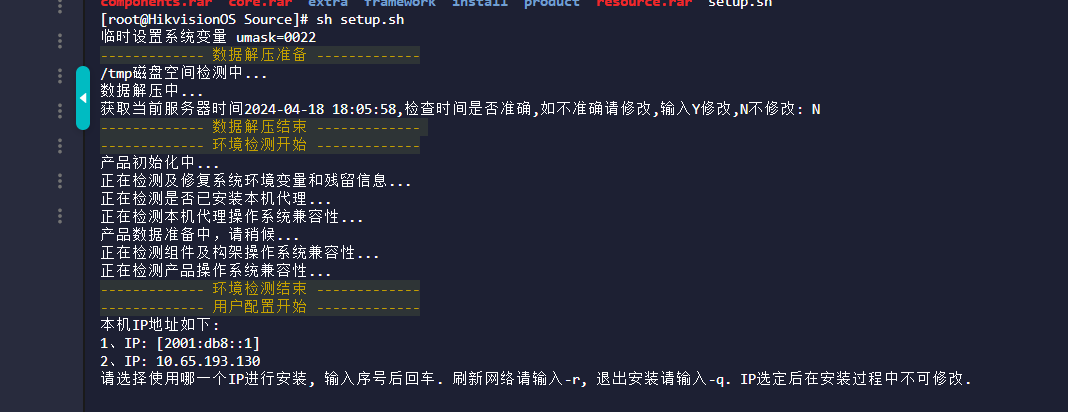 components.rar core.rar extra framework install product resource.rar setup.sh
[root@HikvisionOS Source]# sh setup.sh
临时设置系统变量 umask=0022
------------- 数据解压准备 -------------
/tmp磁盘空间检测中...
数据解压中...
获取当前服务器时间2024-04-18 18:05:58,检查时间是否准确,如不准确请修改,输入Y修改,N不修改: N
------------- 数据解压结束 -------------
------------- 环境检测开始 -------------
产品初始化中...
正在检测及修复系统环境变量和残留信息...
正在检测是否已安装本机代理...
正在检测本机代理操作系统兼容性...
产品数据准备中，请稍候...
正在检测组件及构架操作系统兼容性...
正在检测产品操作系统兼容性...
------------- 环境检测结束 -------------
------------- 用户配置开始 -------------
本机IP地址如下:
1、IP: [2001:db8::1]
2、IP: 10.65.193.130
请选择使用哪一个IP进行安装, 输入序号后回车. 刷新网络请输入-r, 退出安装请输入-q. IP选定后在安装过程中不可修改.